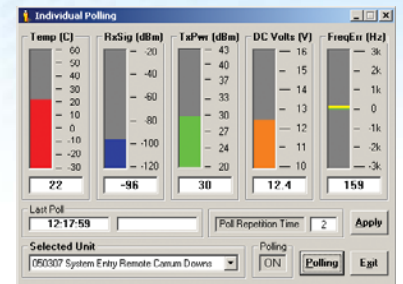 Individual Polling
Temp (C) RxSig (dBm) TxPwr (dBm) DC Volts (V) FreqErr (Hz)
60 50 40 30 20 10 0 -10 -20 -30
-20 -40 -60 -80 -100 -120
43 40 37 33 30 27 24 20
16 15 14 13 12 11 10
3k 2k 1k 0 -1k -2k -3k
22 -96 30 12.4 159
Last Poll
12:17:59 Poll Repetition Time 2 Apply
Selected Unit Polling
050307 System Entry Remote Carrum Downs ON Polling Exit